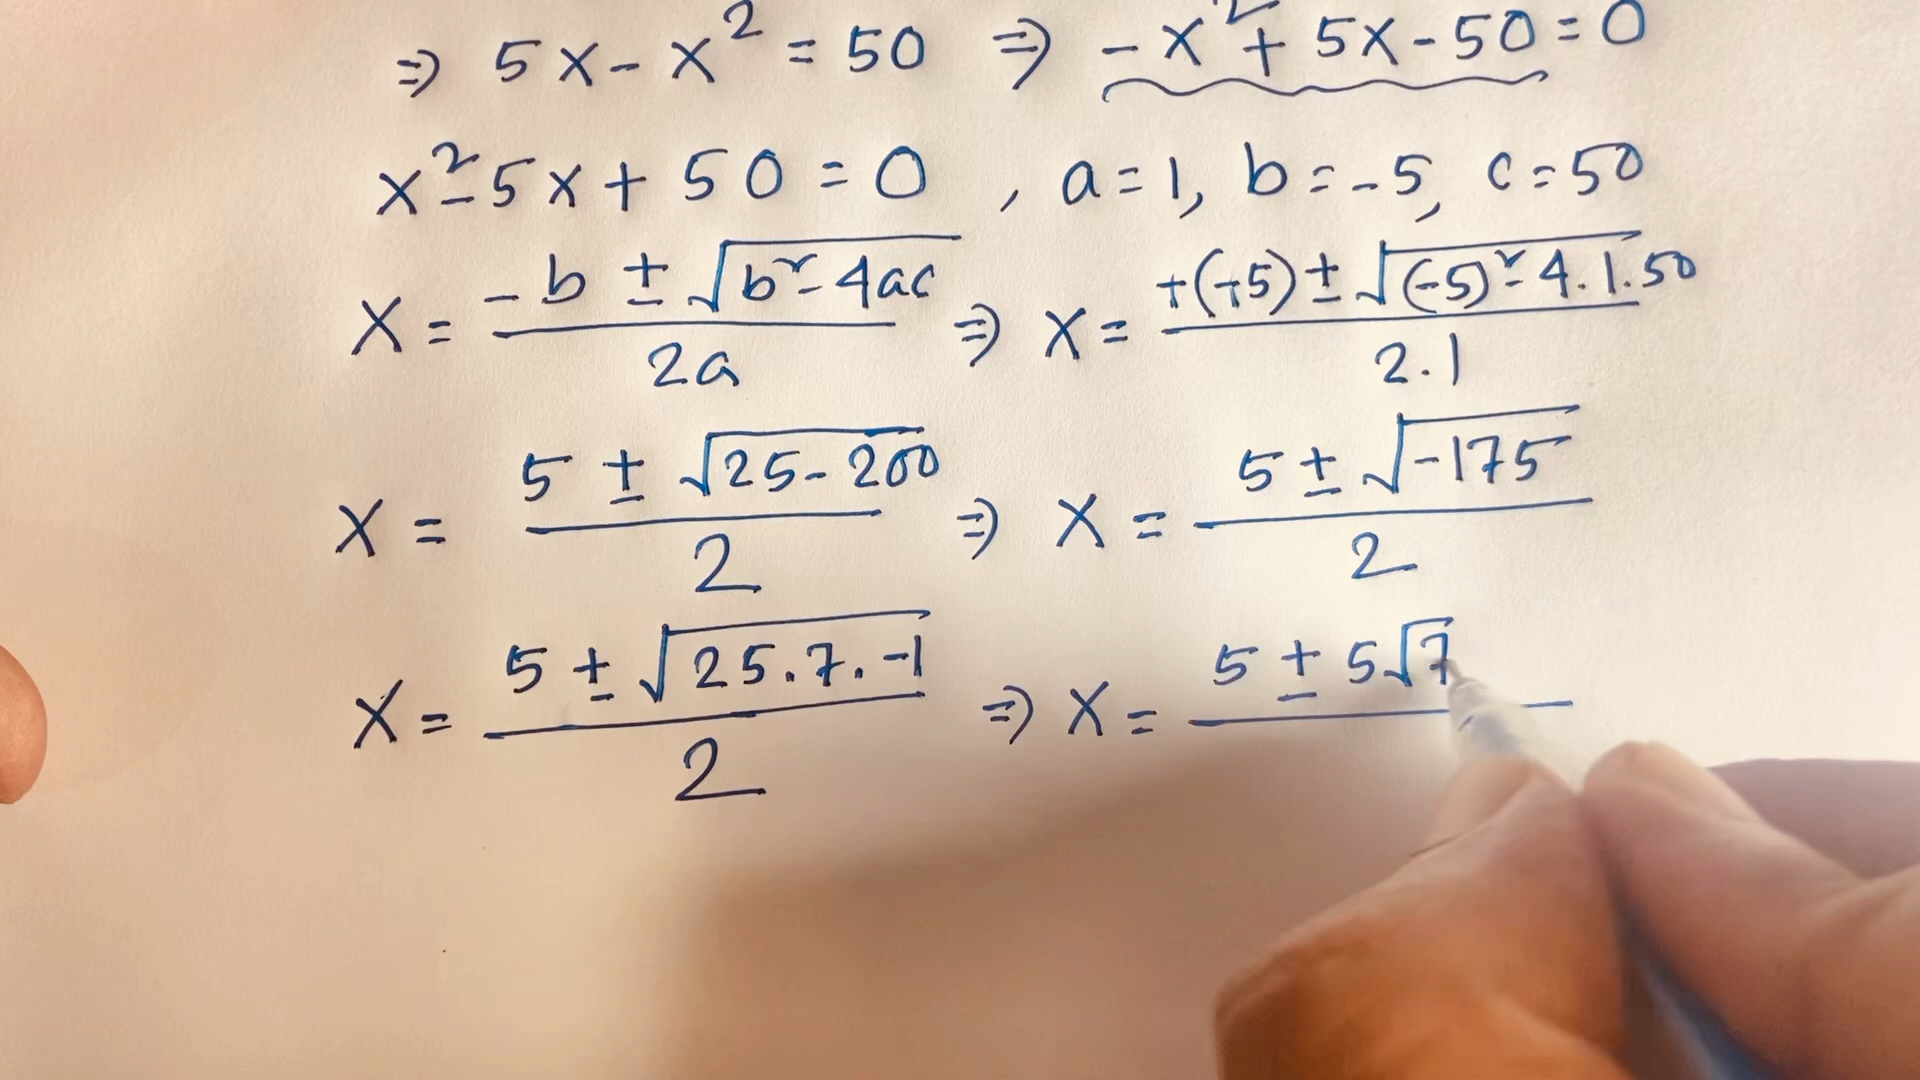 ⇒ 5x - x² = 50 ⇒ -x² + 5x - 50 = 0
x² - 5x + 50 = 0 , a = 1, b = -5, c = 50
x = (-b ± √(b² - 4ac)) / 2a ⇒ x = (+(+5) ± √((-5)² - 4.1.50)) / 2.1
x = (5 ± √(25 - 200)) / 2 ⇒ x = (5 ± √(-175)) / 2
x = (5 ± √(25.7.-1)) / 2 ⇒ x = 5 ± 5√7